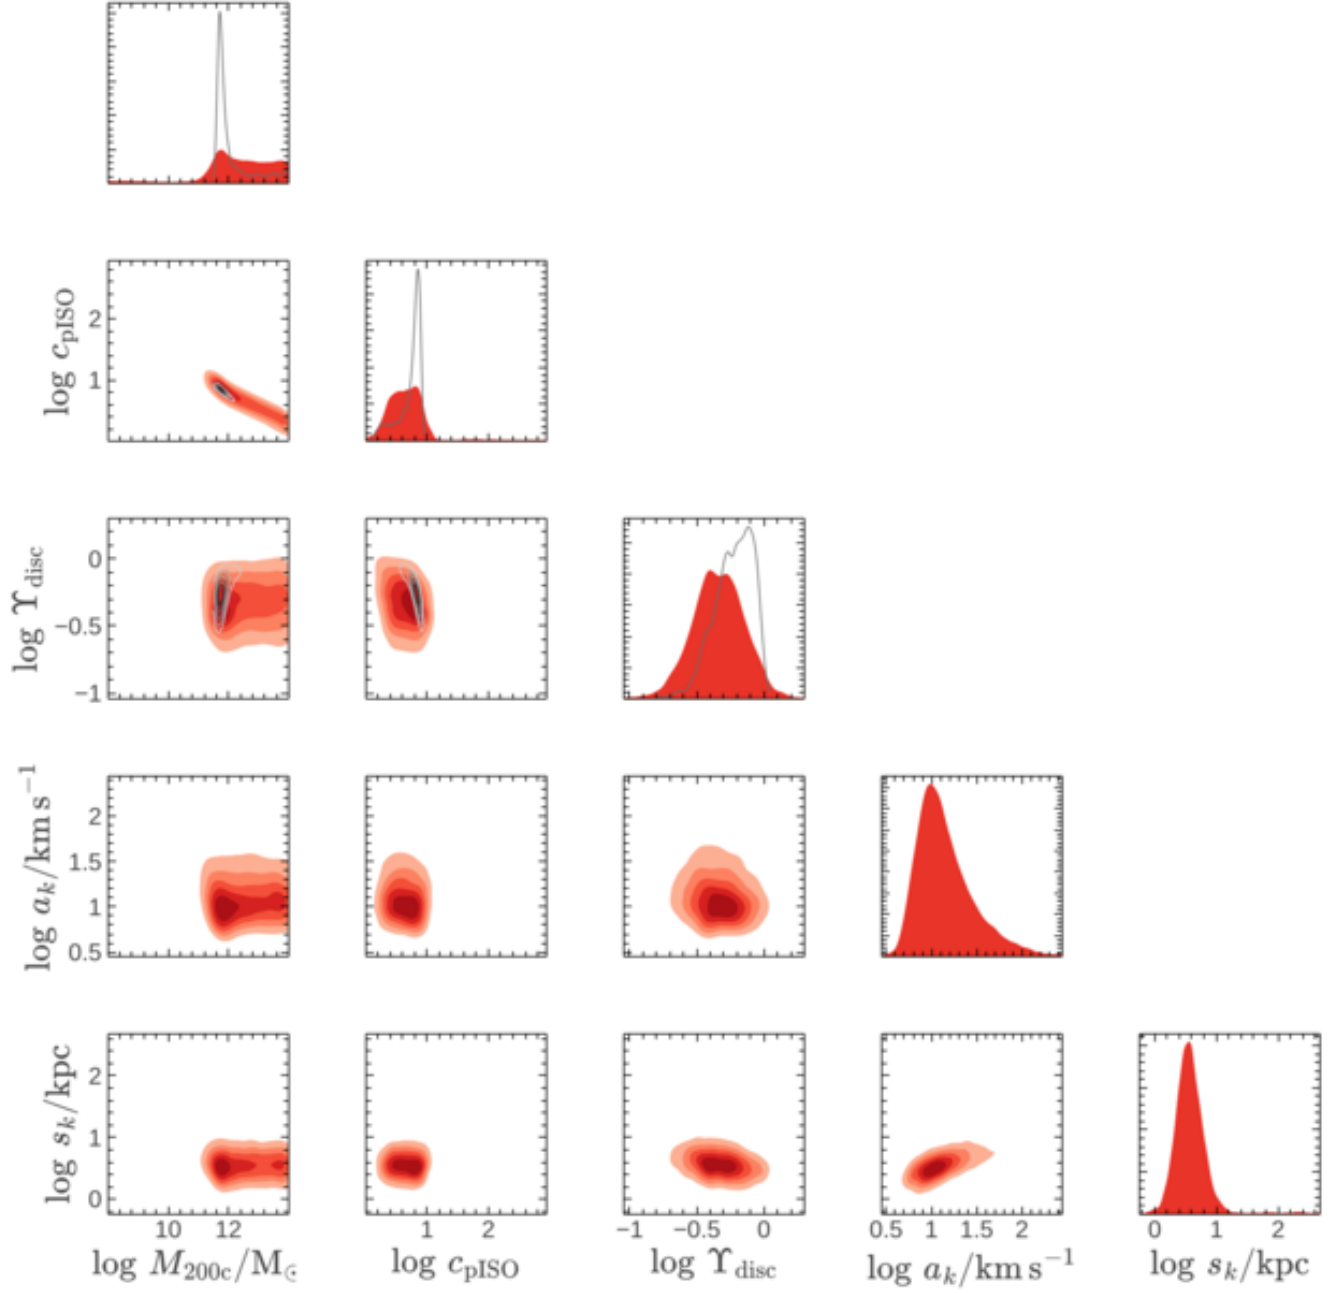 log c_pISO
2
1
log ϒ_disc
0
−0.5
−1
log a_k/km s⁻¹
2
1.5
1
0.5
log s_k/kpc
2
1
0
10 12
1 2
−1 −0.5 0
0.5 1 1.5 2
0 1 2
log M_200c/M_⊙
log c_pISO
log ϒ_disc
log a_k/km s⁻¹
log s_k/kpc